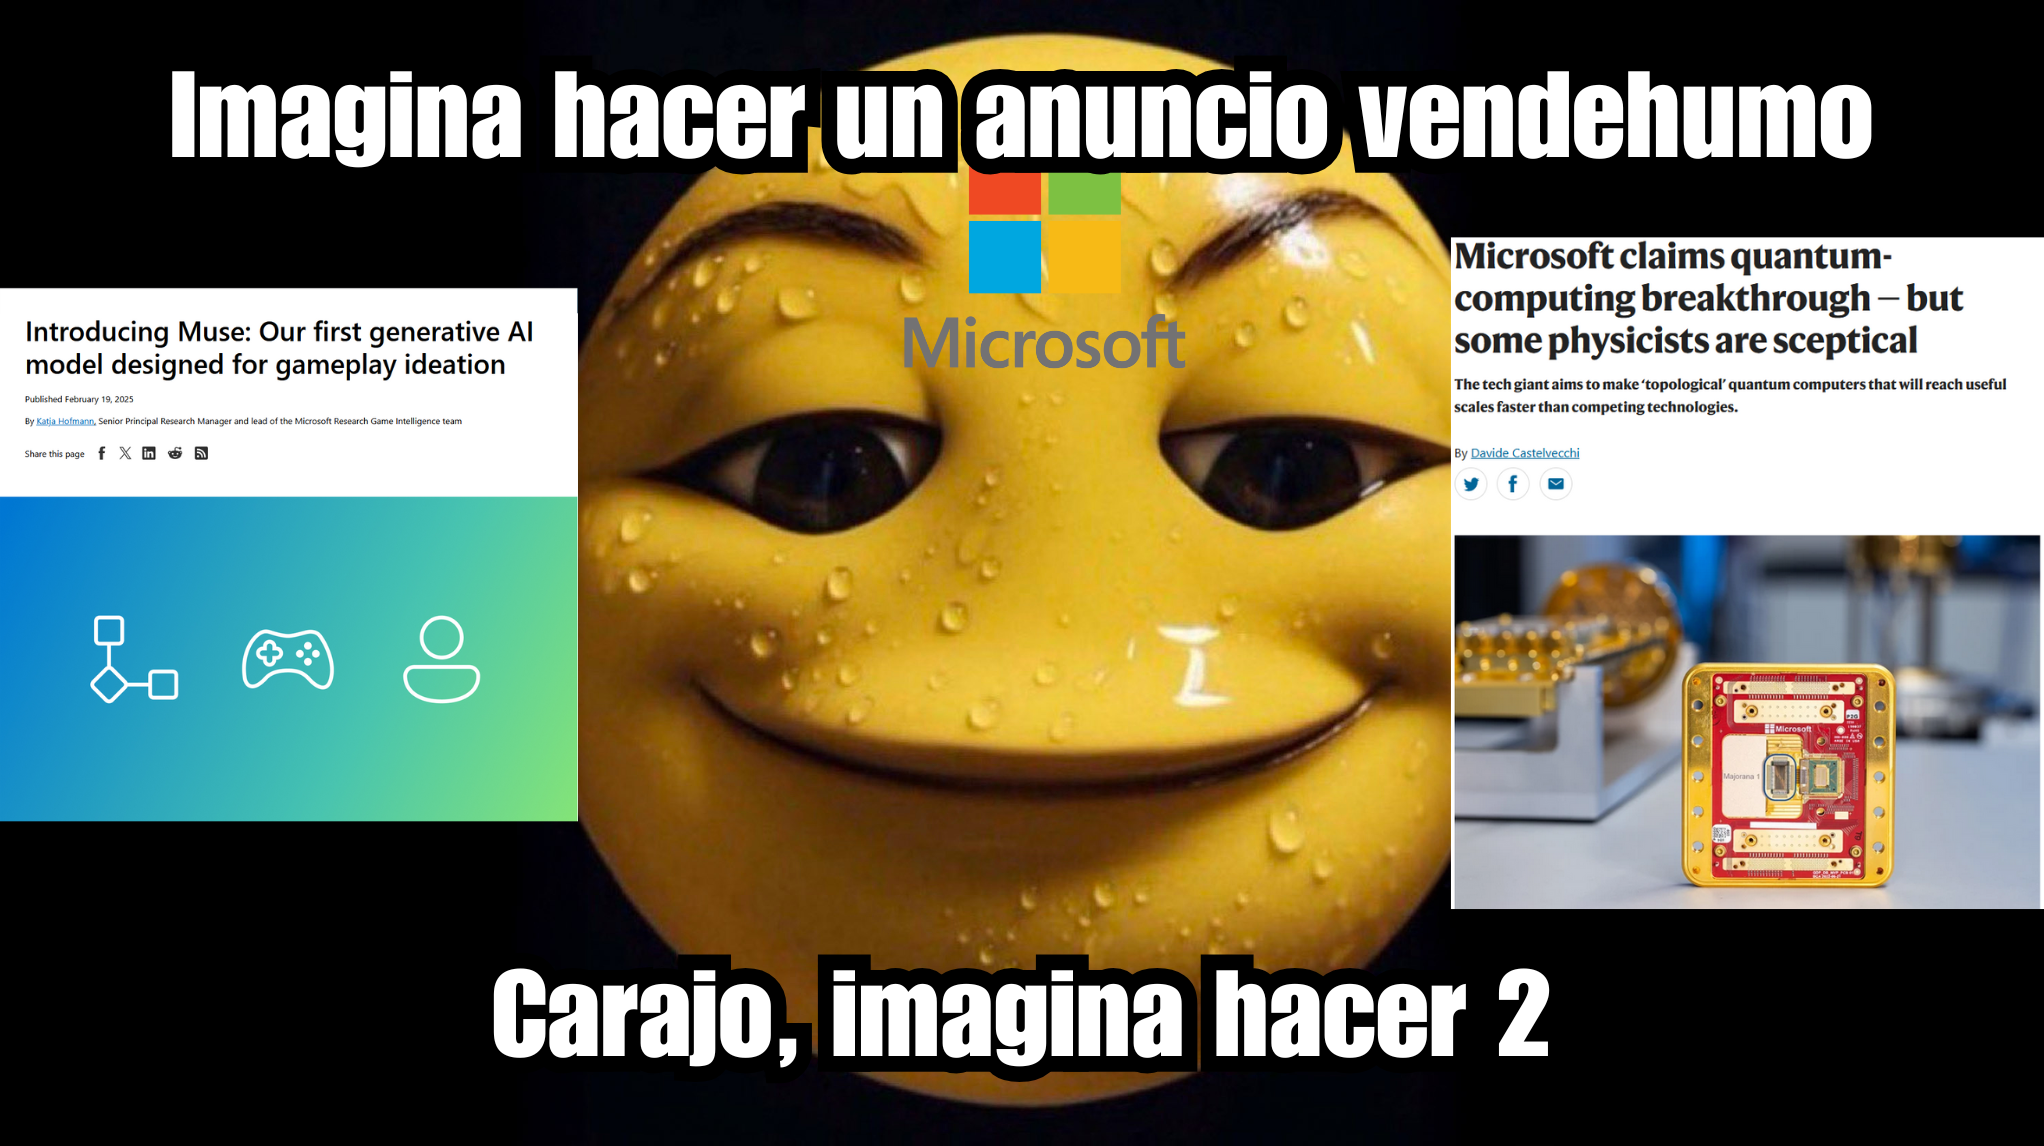 Imagina hacer un anuncio vendehumo
Microsoft
Introducing Muse: Our first generative AI
model designed for gameplay ideation
Published February 19, 2025
By Katja Hofmann, Senior Principal Research Manager and lead of the Microsoft Research Game Intelligence team
Share this page
Microsoft claims quantum-
computing breakthrough — but
some physicists are sceptical
The tech giant aims to make ‘topological’ quantum computers that will reach useful
scales faster than competing technologies.
By Davide Castelvecchi
Microsoft
Majorana 1
Carajo, imagina hacer 2